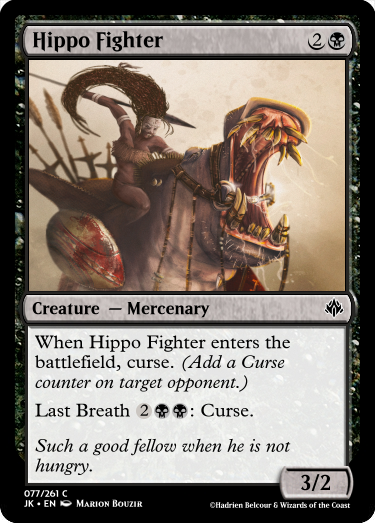 Hippo Fighter 2
Creature — Mercenary
When Hippo Fighter enters the
battlefield, curse. (Add a Curse
counter on target opponent.)
Last Breath 2: Curse.
Such a good fellow when he is not
hungry.
3/2
077/261 C
JK • EN Marion Bouzir
©Hadrien Belcour & Wizards of the Coast